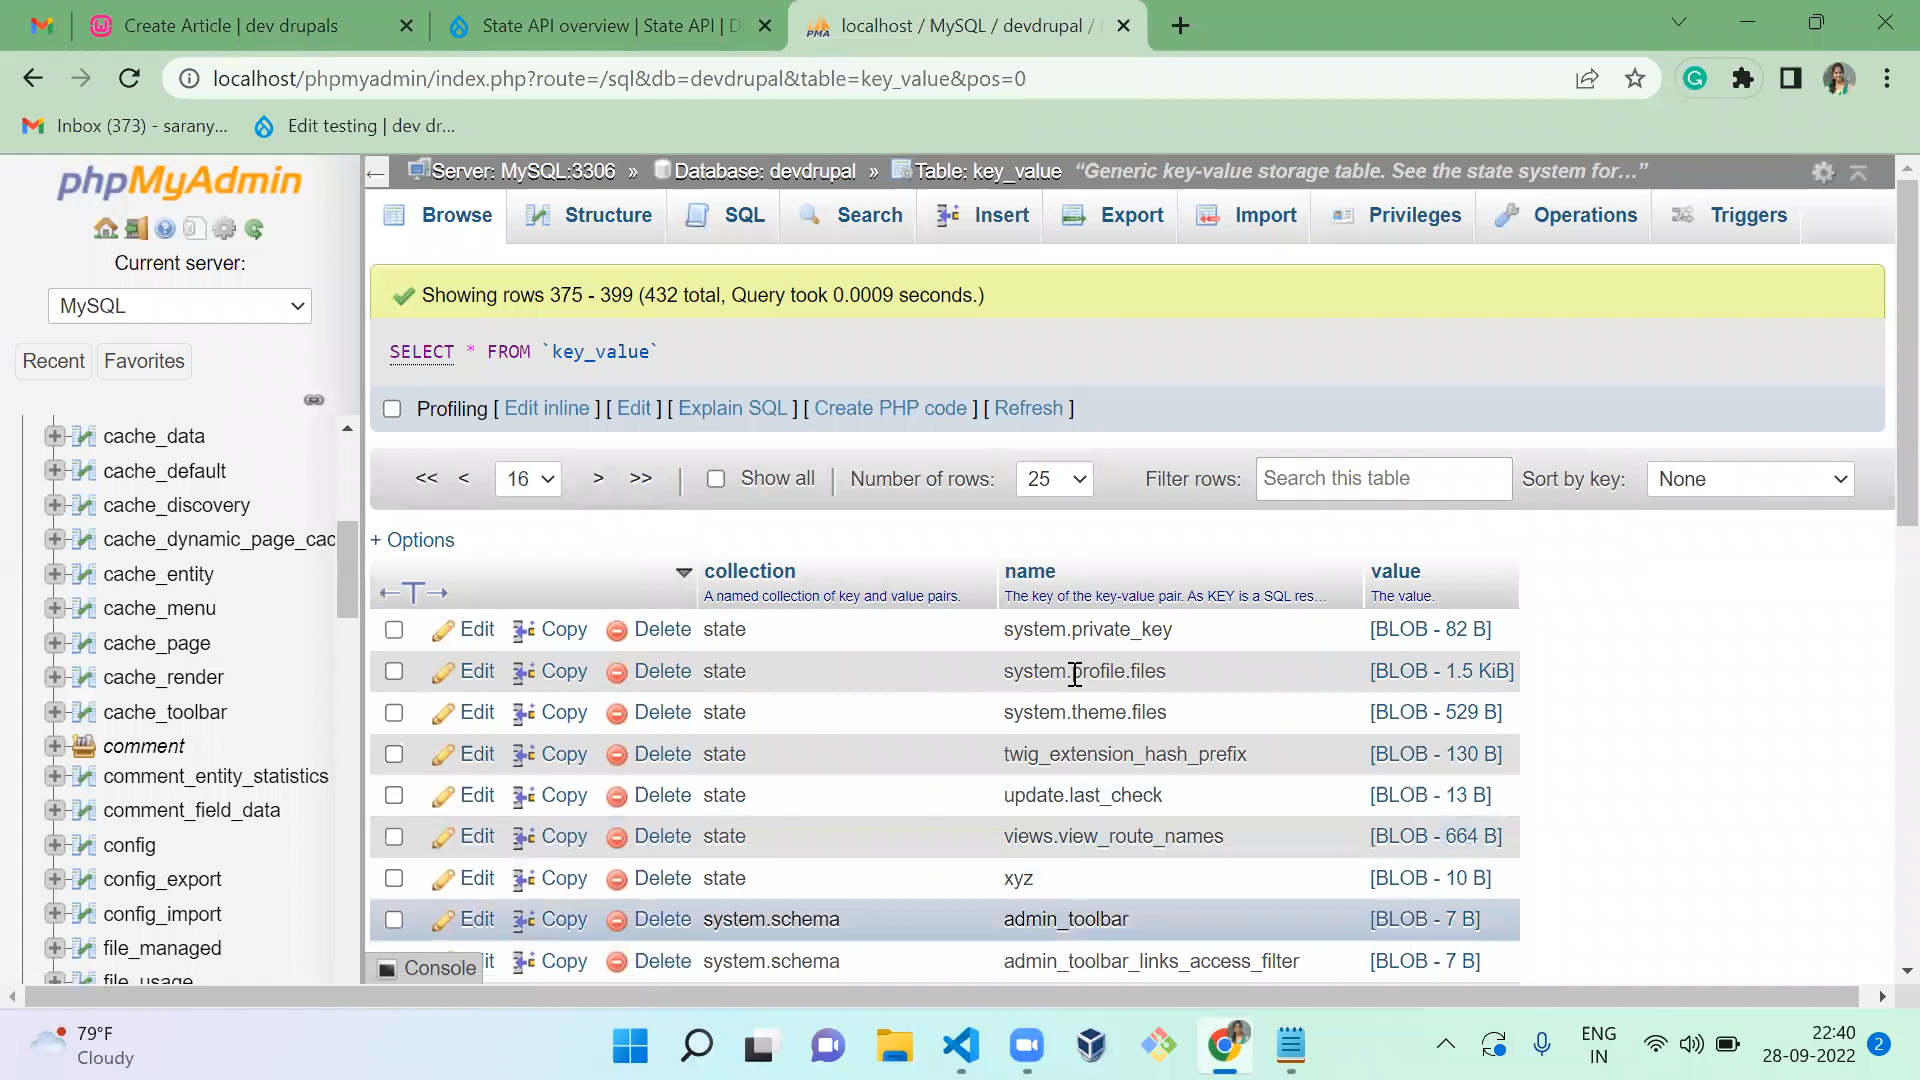 Create Article | dev drupals
State API overview | State API | D
localhost / MySQL / devdrupal /
localhost/phpmyadmin/index.php?route=/sql&db=devdrupal&table=key_value&pos=0
Inbox (373) - sarany...
Edit testing | dev dr...
phpMyAdmin
Current server:
MySQL
Recent
Favorites
cache_data
cache_default
cache_discovery
cache_dynamic_page_cac
cache_entity
cache_menu
cache_page
cache_render
cache_toolbar
comment
comment_entity_statistics
comment_field_data
config
config_export
config_import
file_managed
file_usage
Server: MySQL:3306 » Database: devdrupal » Table: key_value "Generic key-value storage table. See the state system for..."
Browse Structure SQL Search Insert Export Import Privileges Operations Triggers
Showing rows 375 - 399 (432 total, Query took 0.0009 seconds.)
SELECT * FROM `key_value`
Profiling [ Edit inline ] [ Edit ] [ Explain SQL ] [ Create PHP code ] [ Refresh ]
<< < 16 > >> Show all Number of rows: 25 Filter rows: Search this table Sort by key: None
+ Options
collection name value
A named collection of key and value pairs. The key of the key-value pair. As KEY is a SQL res... The value.
Edit Copy Delete state system.private_key [BLOB - 82 B]
Edit Copy Delete state system.profile.files [BLOB - 1.5 KiB]
Edit Copy Delete state system.theme.files [BLOB - 529 B]
Edit Copy Delete state twig_extension_hash_prefix [BLOB - 130 B]
Edit Copy Delete state update.last_check [BLOB - 13 B]
Edit Copy Delete state views.view_route_names [BLOB - 664 B]
Edit Copy Delete state xyz [BLOB - 10 B]
Edit Copy Delete system.schema admin_toolbar [BLOB - 7 B]
Console it Copy Delete system.schema admin_toolbar_links_access_filter [BLOB - 7 B]
79°F
Cloudy
ENG
IN
22:40
28-09-2022
2